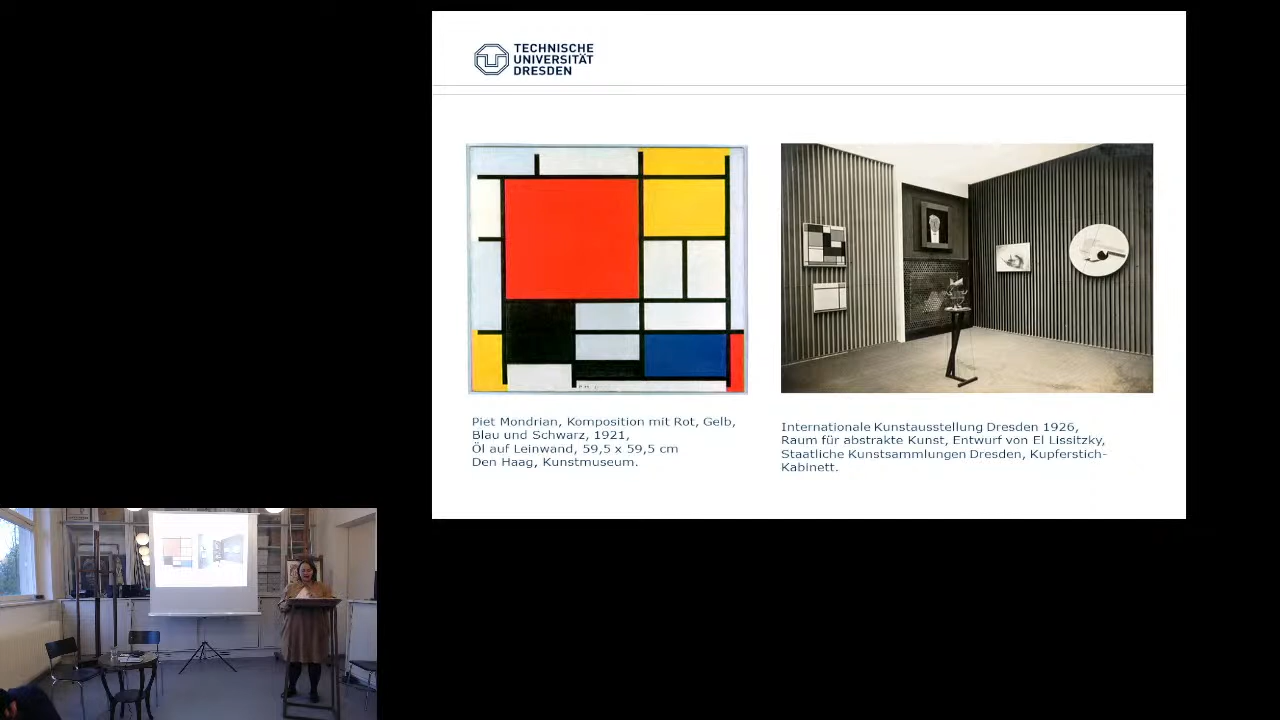 TECHNISCHE
UNIVERSITÄT
DRESDEN
Piet Mondrian, Komposition mit Rot, Gelb,
Blau und Schwarz, 1921,
Öl auf Leinwand, 59,5 x 59,5 cm
Den Haag, Kunstmuseum.
Internationale Kunstausstellung Dresden 1926,
Raum für abstrakte Kunst, Entwurf von El Lissitzky,
Staatliche Kunstsammlungen Dresden, Kupferstich-
Kabinett.